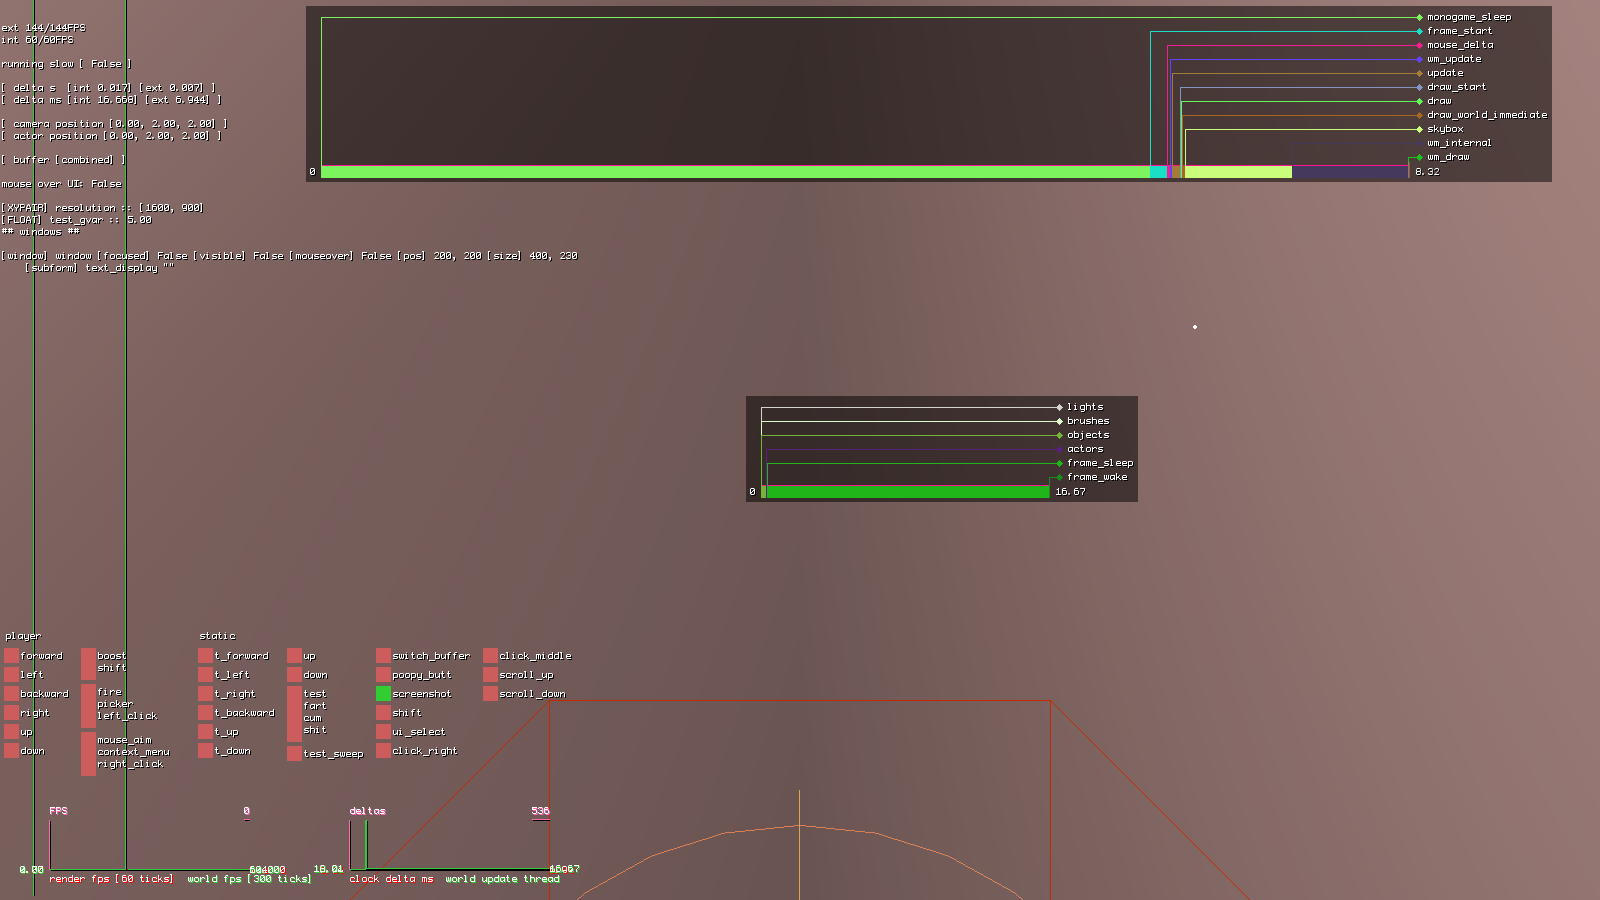 ext 144/144FPS
int 60/60FPS
running slow [ False ]
[ delta s  [int 0.017] [ext 0.007] ]
[ delta ms [int 16.668] [ext 6.944] ]
[ camera position [0.00, 2.00, 2.00] ]
[ actor position [0.00, 2.00, 2.00] ]
[ buffer [combined] ]
mouse over UI: False
[XYPAIR] resolution :: [1600, 900]
[FLOAT] test_gvar :: 5.00
## windows ##
[window] window [focused] False [visible] False [mouseover] False [pos] 200, 200 [size] 400, 230
[subform] text_display ""
monogame_sleep
frame_start
mouse_delta
wm_update
update
draw_start
draw
draw_world_immediate
skybox
wm_internal
wm_draw
0 8.32
lights
brushes
objects
actors
frame_sleep
frame_wake
0 16.67
player
forward
left
backward
right
up
down
boost
shift
fire
picker
left_click
mouse_aim
context_menu
right_click
static
t_forward
t_left
t_right
t_backward
t_up
t_down
up
down
test
fart
cum
shit
test_sweep
switch_buffer
poopy_butt
screenshot
shift
ui_select
click_right
click_middle
scroll_up
scroll_down
FPS 0
render fps [60 ticks] world fps [300 ticks]
deltas 536
clock delta ms world update thread